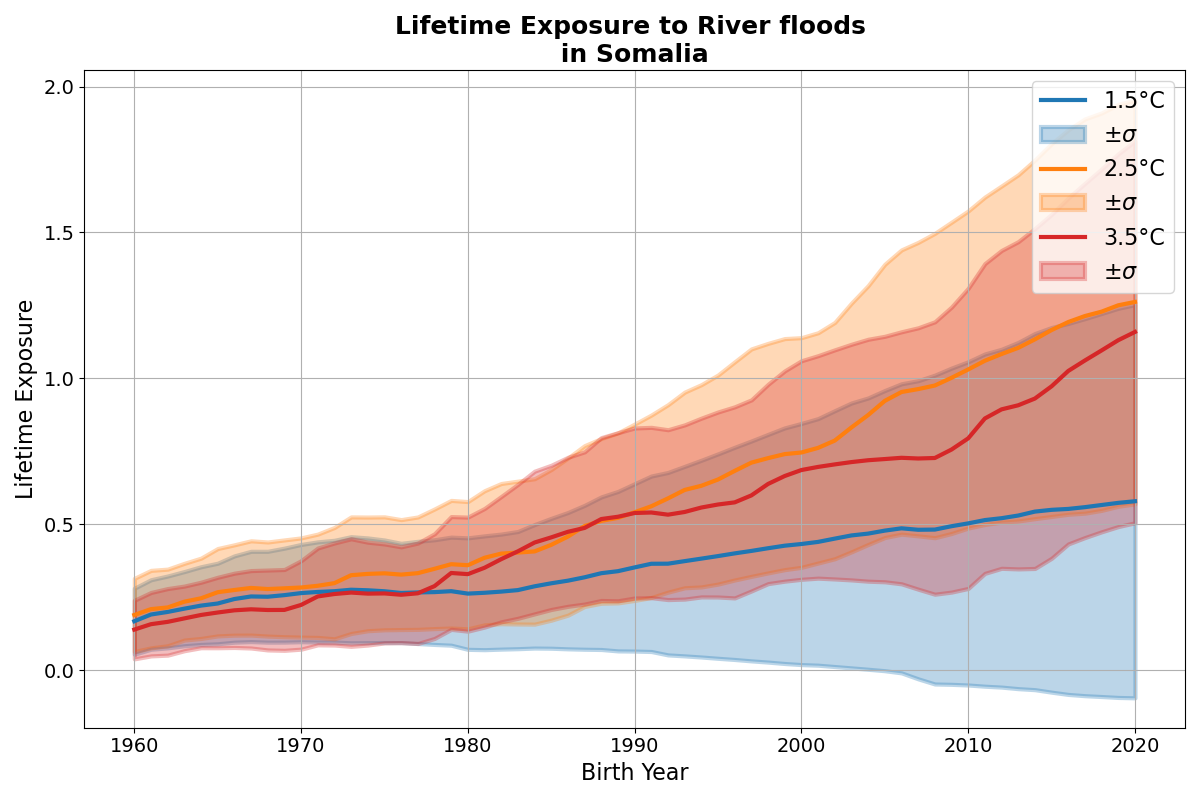 Lifetime Exposure to River floods
in Somalia
Lifetime Exposure
2.0
1.5
1.0
0.5
0.0
1960
1970
1980
1990
2000
2010
2020
Birth Year
1.5°C
±σ
2.5°C
±σ
3.5°C
±σ